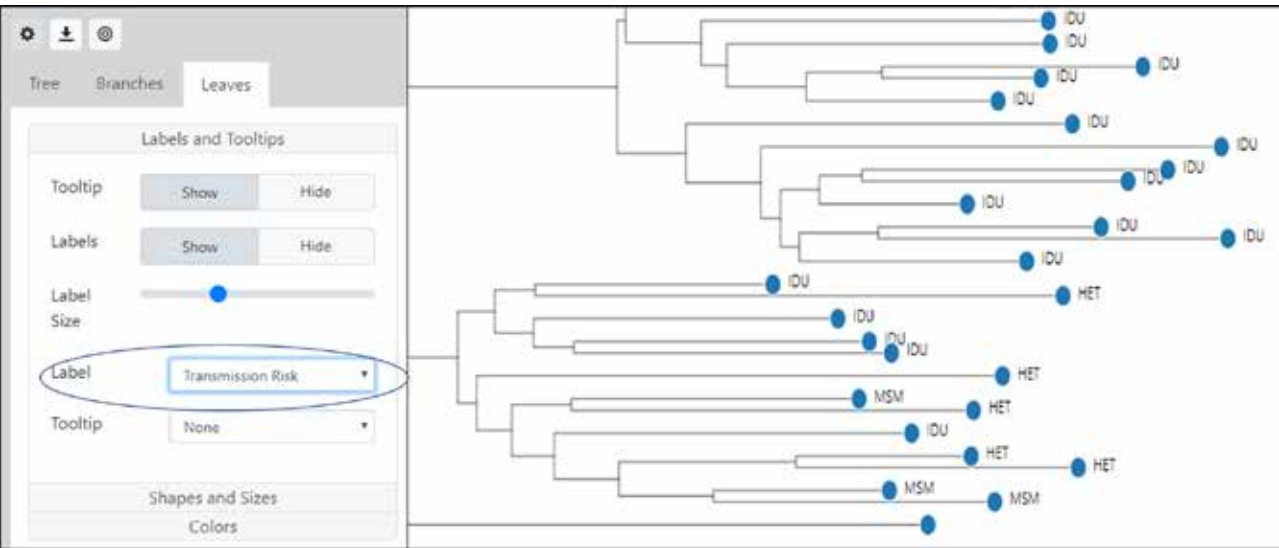 Tree Branches Leaves
Labels and Tooltips
Tooltip Show Hide
Labels Show Hide
Label
Size
Label Transmission Risk
Tooltip None
Shapes and Sizes
Colors
IDU
IDU
IDU
IDU
IDU
IDU
IDU
IDU
IDU
IDU
IDU
IDU
IDU
IDU
HET
IDU
IDU
IDU
HET
MSM
HET
IDU
HET
HET
MSM
MSM